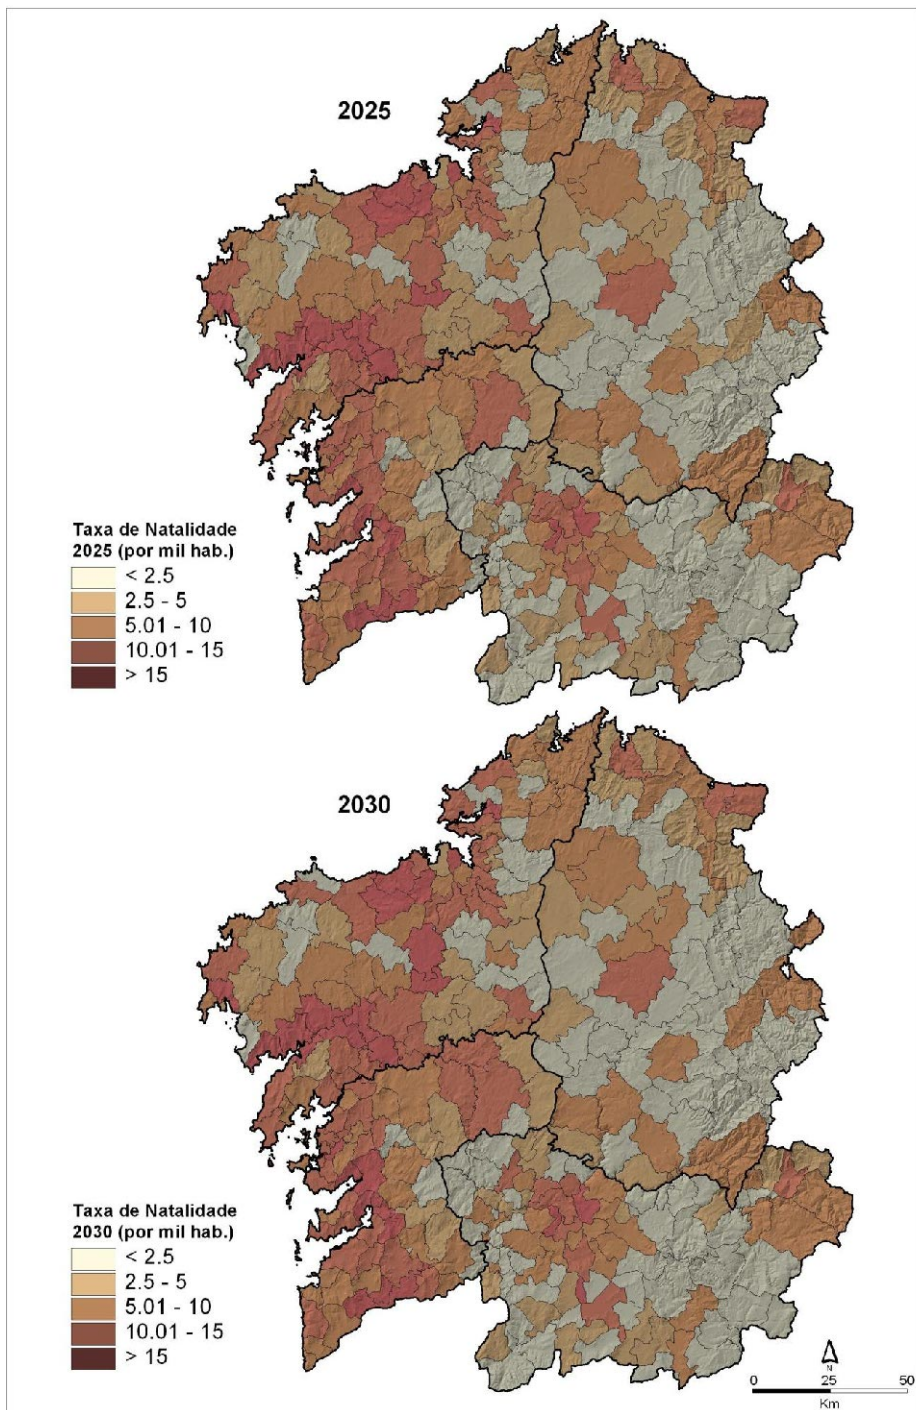 2025
Taxa de Natalidade
2025 (por mil hab.)
< 2.5
2.5 - 5
5.01 - 10
10.01 - 15
> 15
2030
Taxa de Natalidade
2030 (por mil hab.)
< 2.5
2.5 - 5
5.01 - 10
10.01 - 15
> 15
N
0 25 50
Km